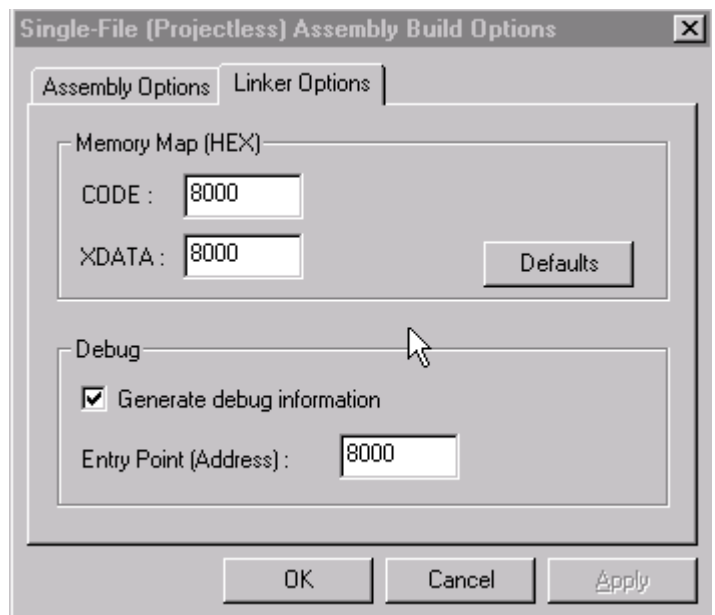 Single-File (Projectless) Assembly Build Options
Assembly Options Linker Options
Memory Map (HEX)
CODE : 8000
XDATA : 8000
Defaults
Debug
Generate debug information
Entry Point (Address) : 8000
OK Cancel Apply